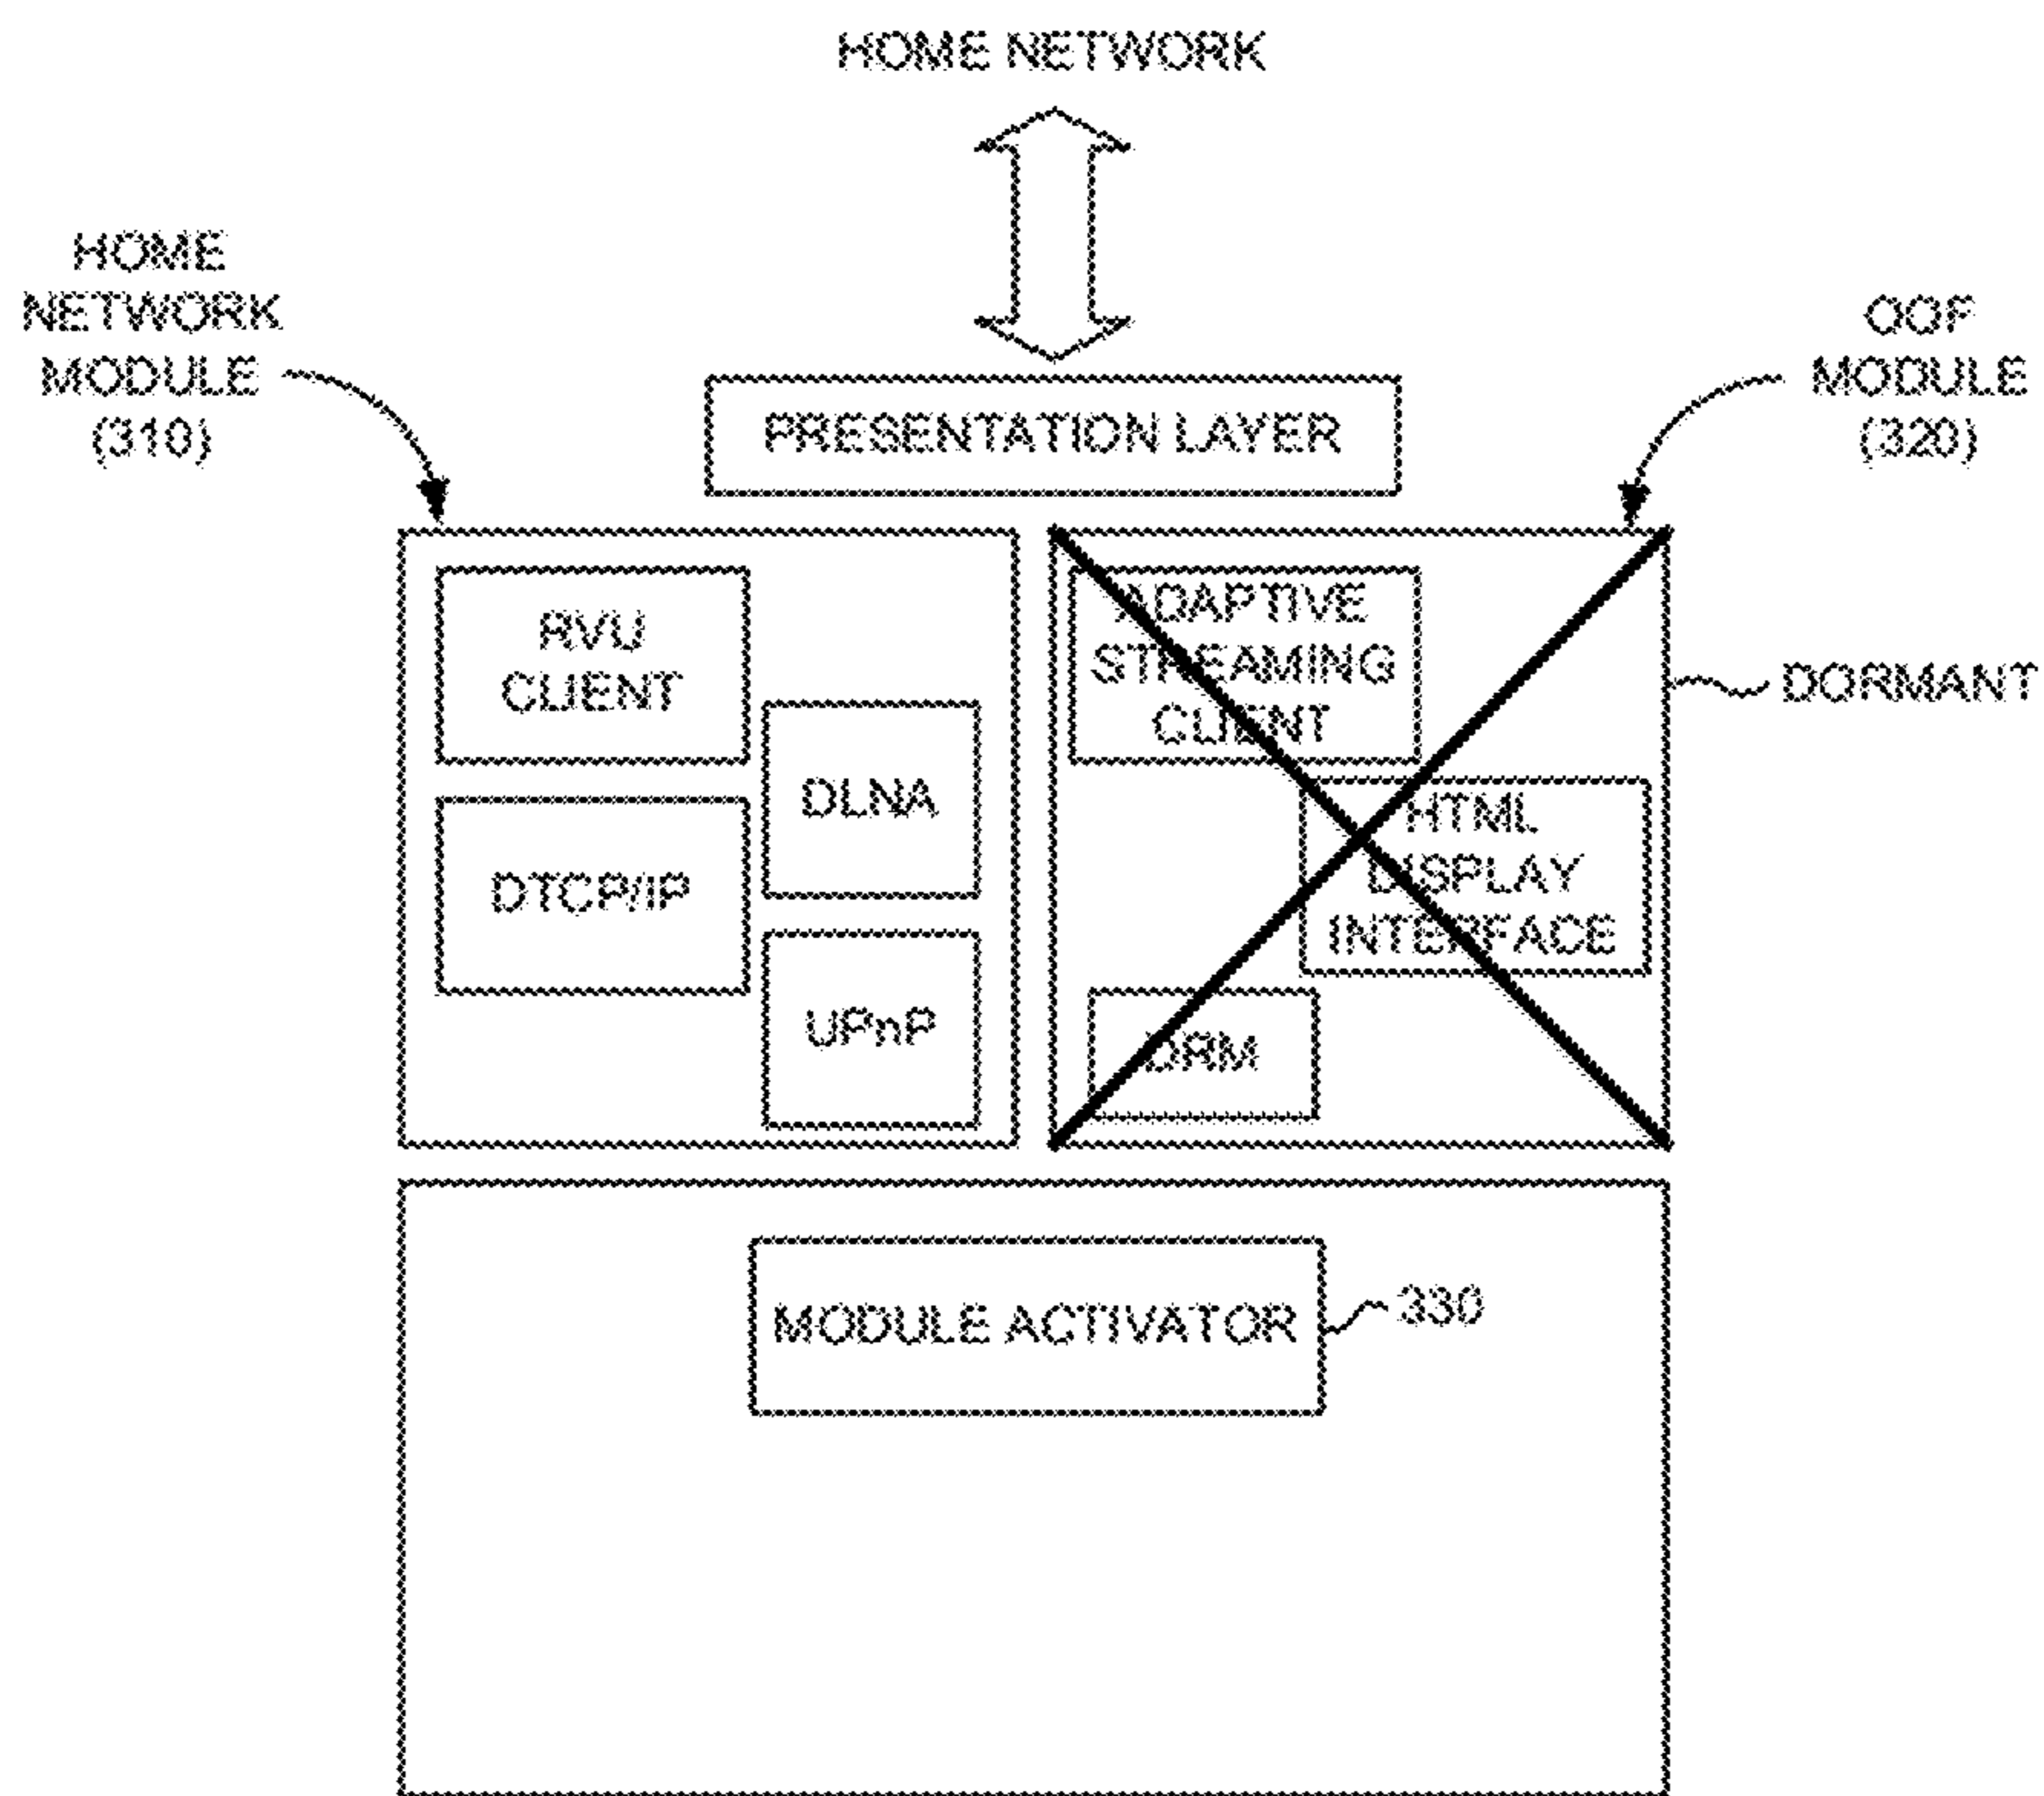 HOME NETWORK
HOME
NETWORK
MODULE
(310)
OOF
MODULE
(320)
PRESENTATION LAYER
RVU
CLIENT
DLNA
DTCP/IP
UPnP
ADAPTIVE
STREAMING
CLIENT
HTML
DISPLAY
INTERFACE
DRM
DORMANT
MODULE ACTIVATOR
330